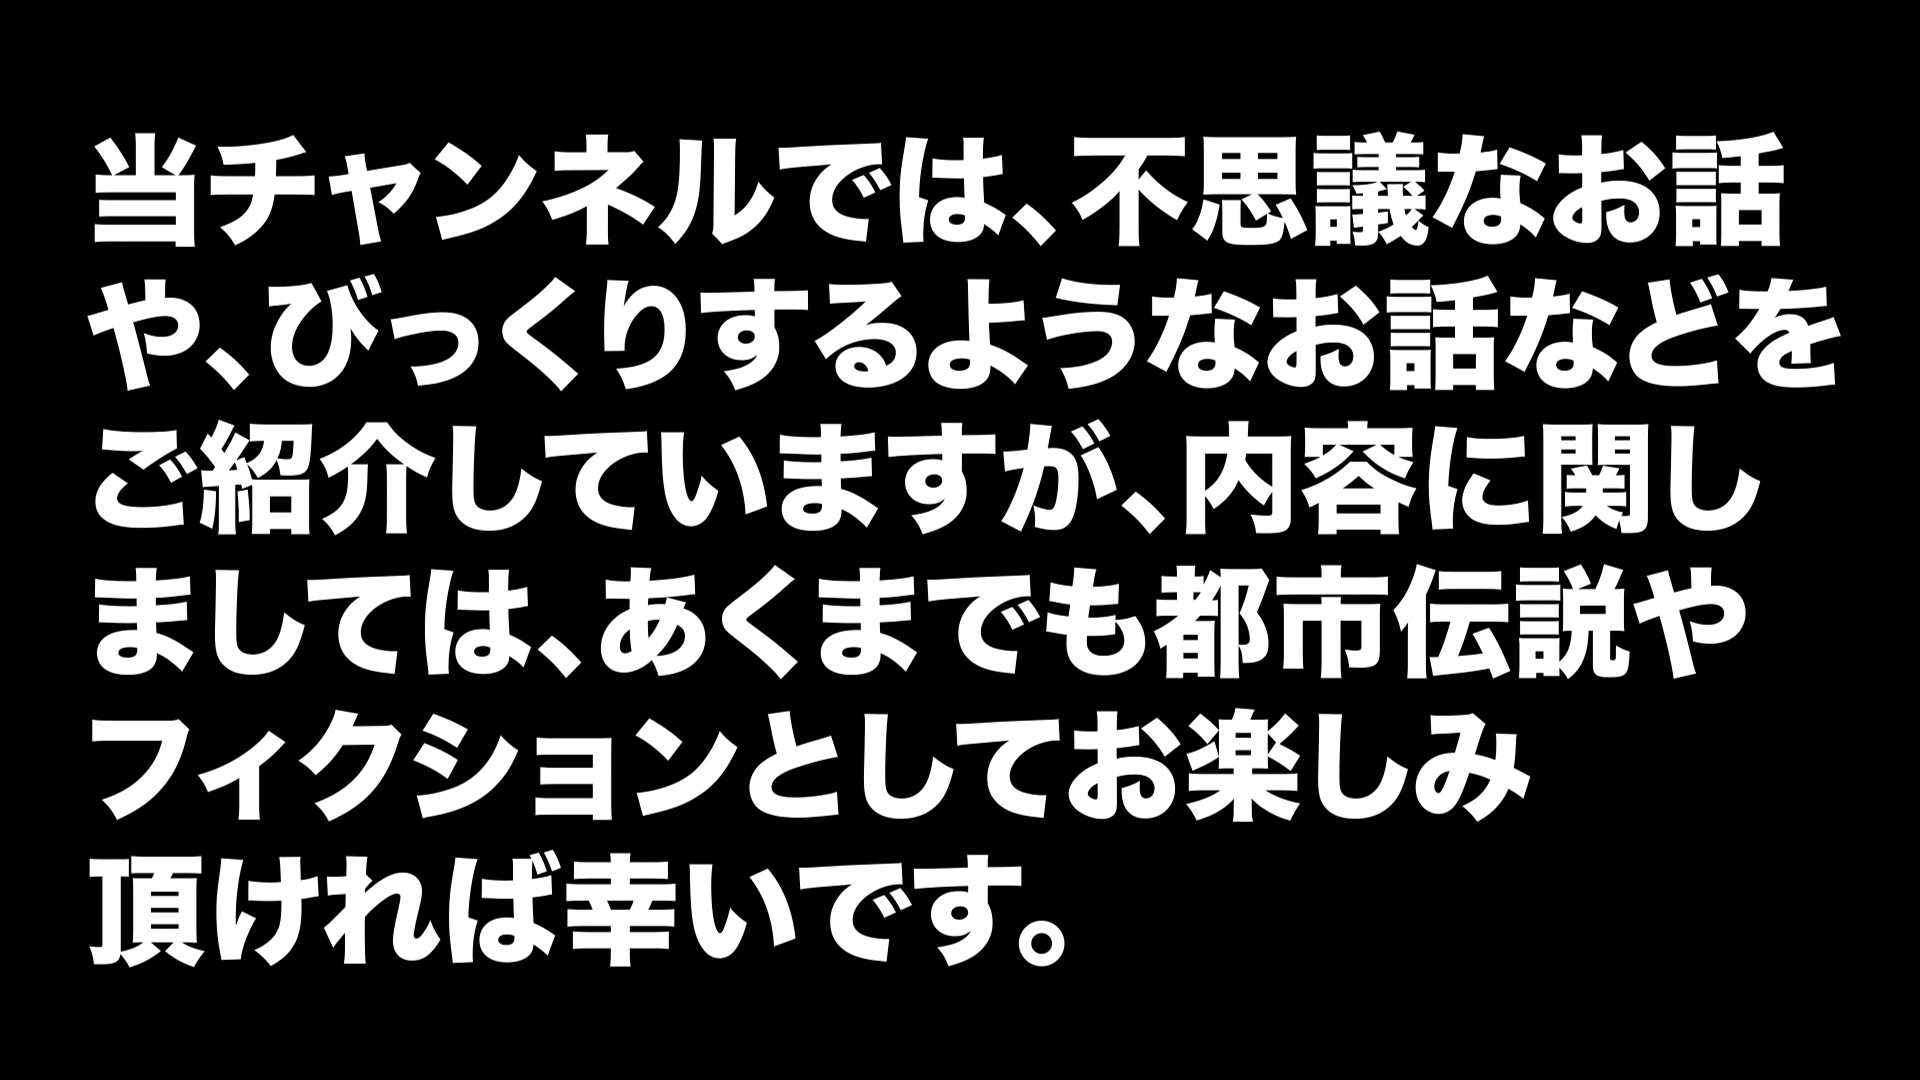 当チャンネルでは、不思議なお話
や、びっくりするようなお話などを
ご紹介していますが、内容に関し
ましては、あくまでも都市伝説や
フィクションとしてお楽しみ
頂ければ幸いです。